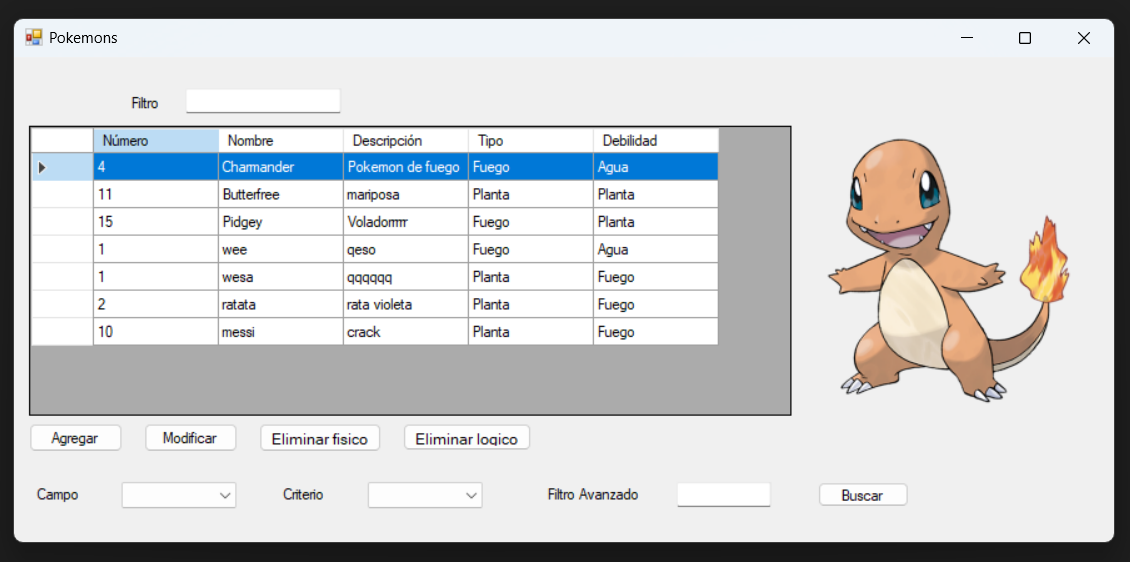 Pokemons
Filtro
Número Nombre Descripción Tipo Debilidad
4 Charmander Pokemon de fuego Fuego Agua
11 Butterfree mariposa Planta Planta
15 Pidgey Voladorrrrr Fuego Planta
1 wee qeso Fuego Agua
1 wesa qqqqqq Planta Fuego
2 ratata rata violeta Planta Fuego
10 messi crack Planta Fuego
Agregar Modificar Eliminar fisico Eliminar logico
Campo Criterio Filtro Avanzado Buscar